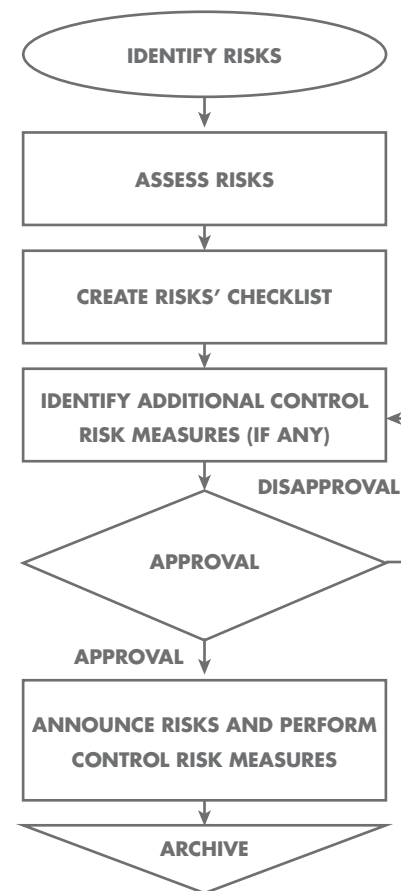 IDENTIFY RISKS
ASSESS RISKS
CREATE RISKS’ CHECKLIST
IDENTIFY ADDITIONAL CONTROL
RISK MEASURES (IF ANY)
DISAPPROVAL
APPROVAL
APPROVAL
ANNOUNCE RISKS AND PERFORM
CONTROL RISK MEASURES
ARCHIVE